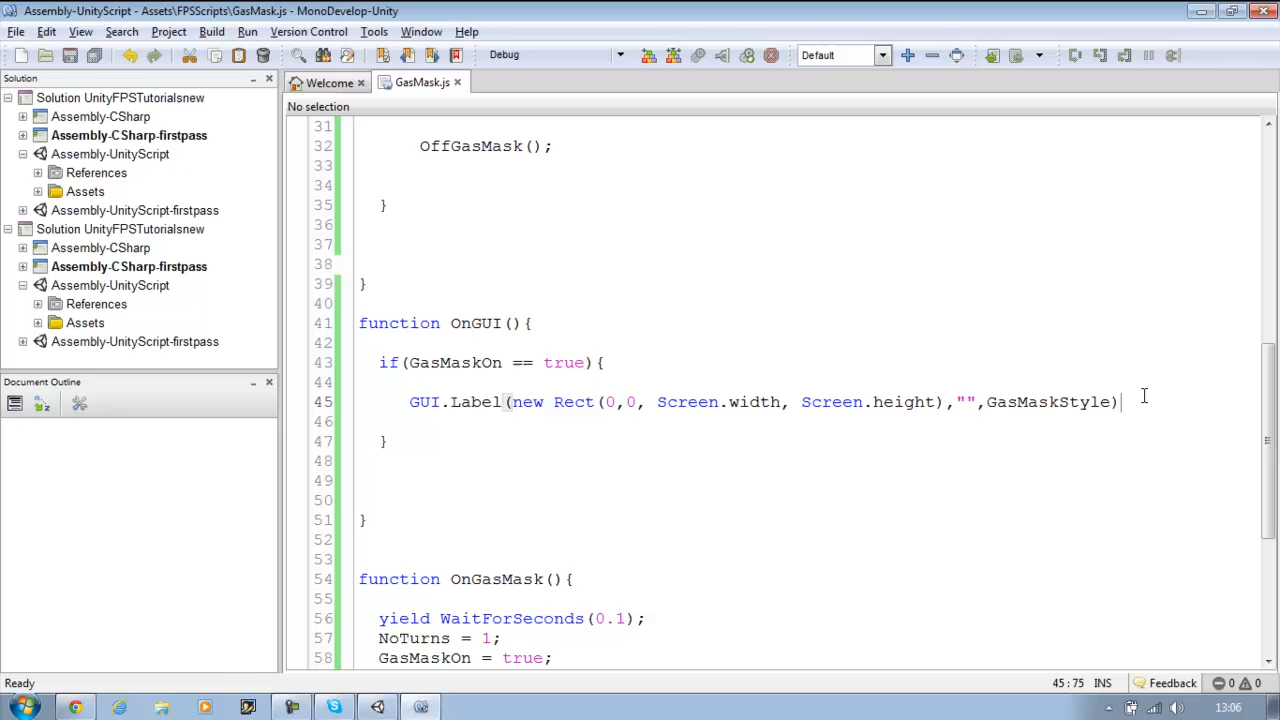 Assembly-UnityScript - Assets\FPSScripts\GasMask.js - MonoDevelop-Unity
File Edit View Search Project Build Run Version Control Tools Window Help
Debug Default
Solution
Solution UnityFPSTutorialsnew
Assembly-CSharp
Assembly-CSharp-firstpass
Assembly-UnityScript
References
Assets
Assembly-UnityScript-firstpass
Solution UnityFPSTutorialsnew
Assembly-CSharp
Assembly-CSharp-firstpass
Assembly-UnityScript
References
Assets
Assembly-UnityScript-firstpass
Document Outline
Welcome GasMask.js
No selection
31
32 OffGasMask();
33
34
35 }
36
37
38
39 }
40
41 function OnGUI(){
42
43 if(GasMaskOn == true){
44
45 GUI.Label(new Rect(0,0, Screen.width, Screen.height),"",GasMaskStyle)
46
47 }
48
49
50
51 }
52
53
54 function OnGasMask(){
55
56 yield WaitForSeconds(0.1);
57 NoTurns = 1;
58 GasMaskOn = true;
Ready 45 : 75 INS Feedback 0 0
13:06